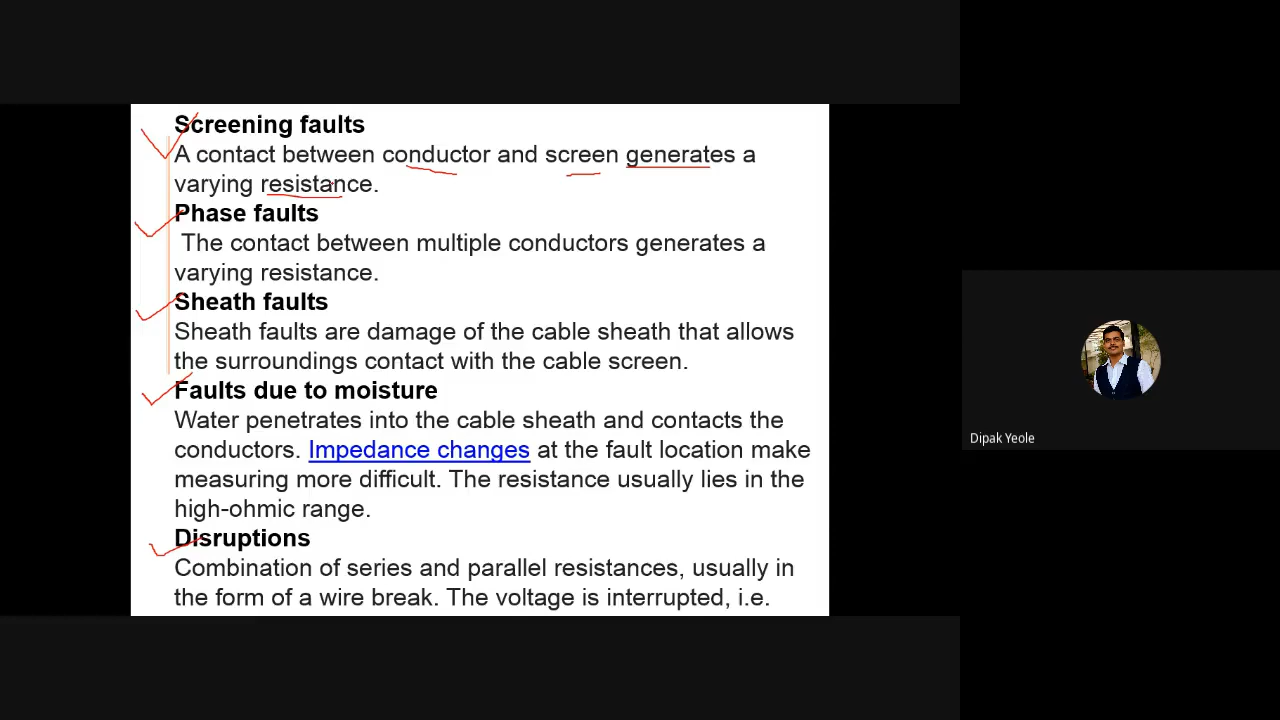 Screening faults
A contact between conductor and screen generates a
varying resistance.
Phase faults
The contact between multiple conductors generates a
varying resistance.
Sheath faults
Sheath faults are damage of the cable sheath that allows
the surroundings contact with the cable screen.
Faults due to moisture
Water penetrates into the cable sheath and contacts the
conductors. Impedance changes at the fault location make
measuring more difficult. The resistance usually lies in the
high-ohmic range.
Disruptions
Combination of series and parallel resistances, usually in
the form of a wire break. The voltage is interrupted, i.e.
Dipak Yeole